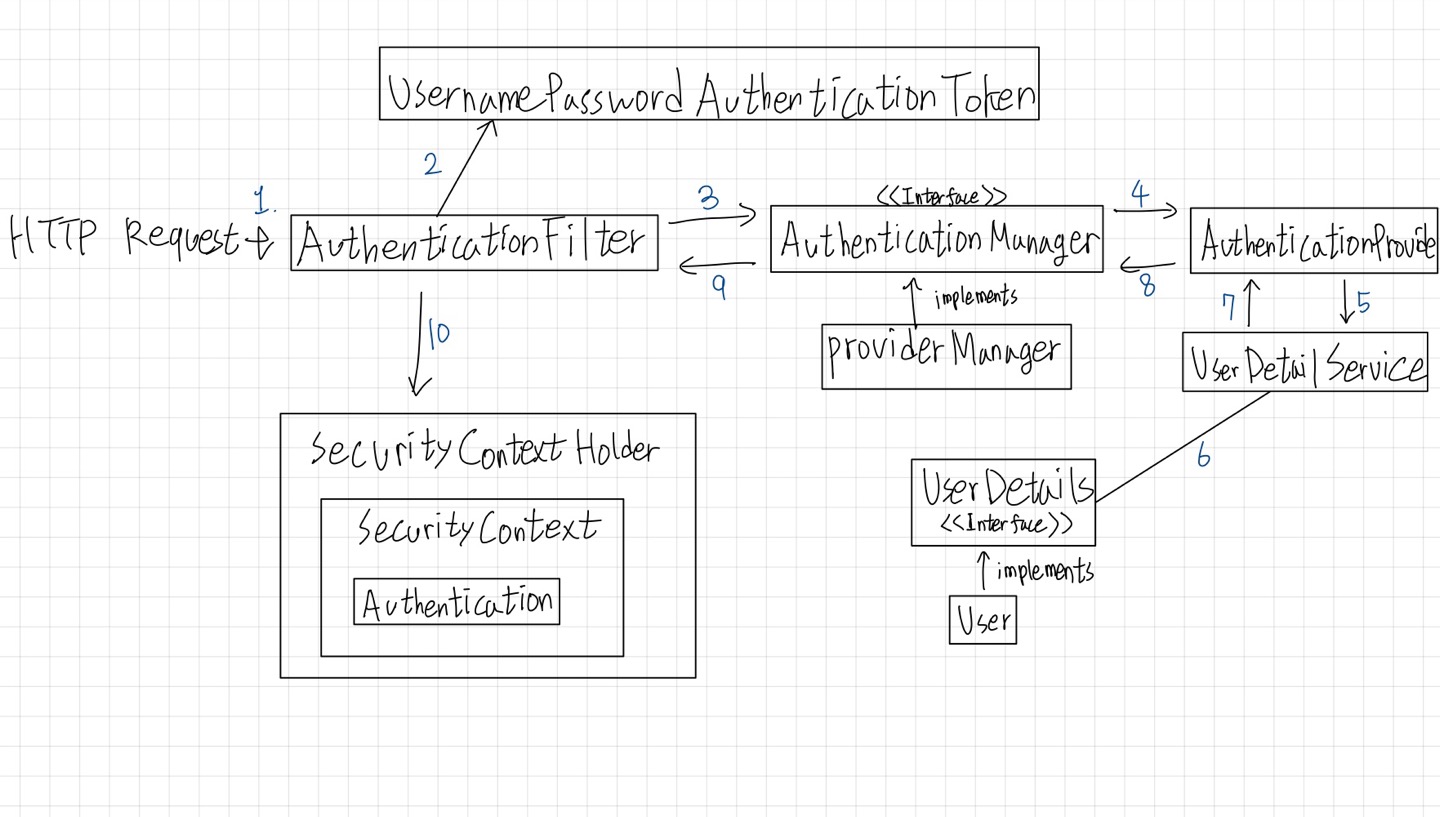 UsernamePasswordAuthenticationToken
2
1.
HTTP Request
AuthenticationFilter
3
9
<<Interface>>
AuthenticationManager
4
8
AuthenticationProvide
implements
providerManager
7
5
UserDetailService
10
6
SecurityContextHolder
SecurityContext
Authentication
UserDetails
<<Interface>>
implements
User